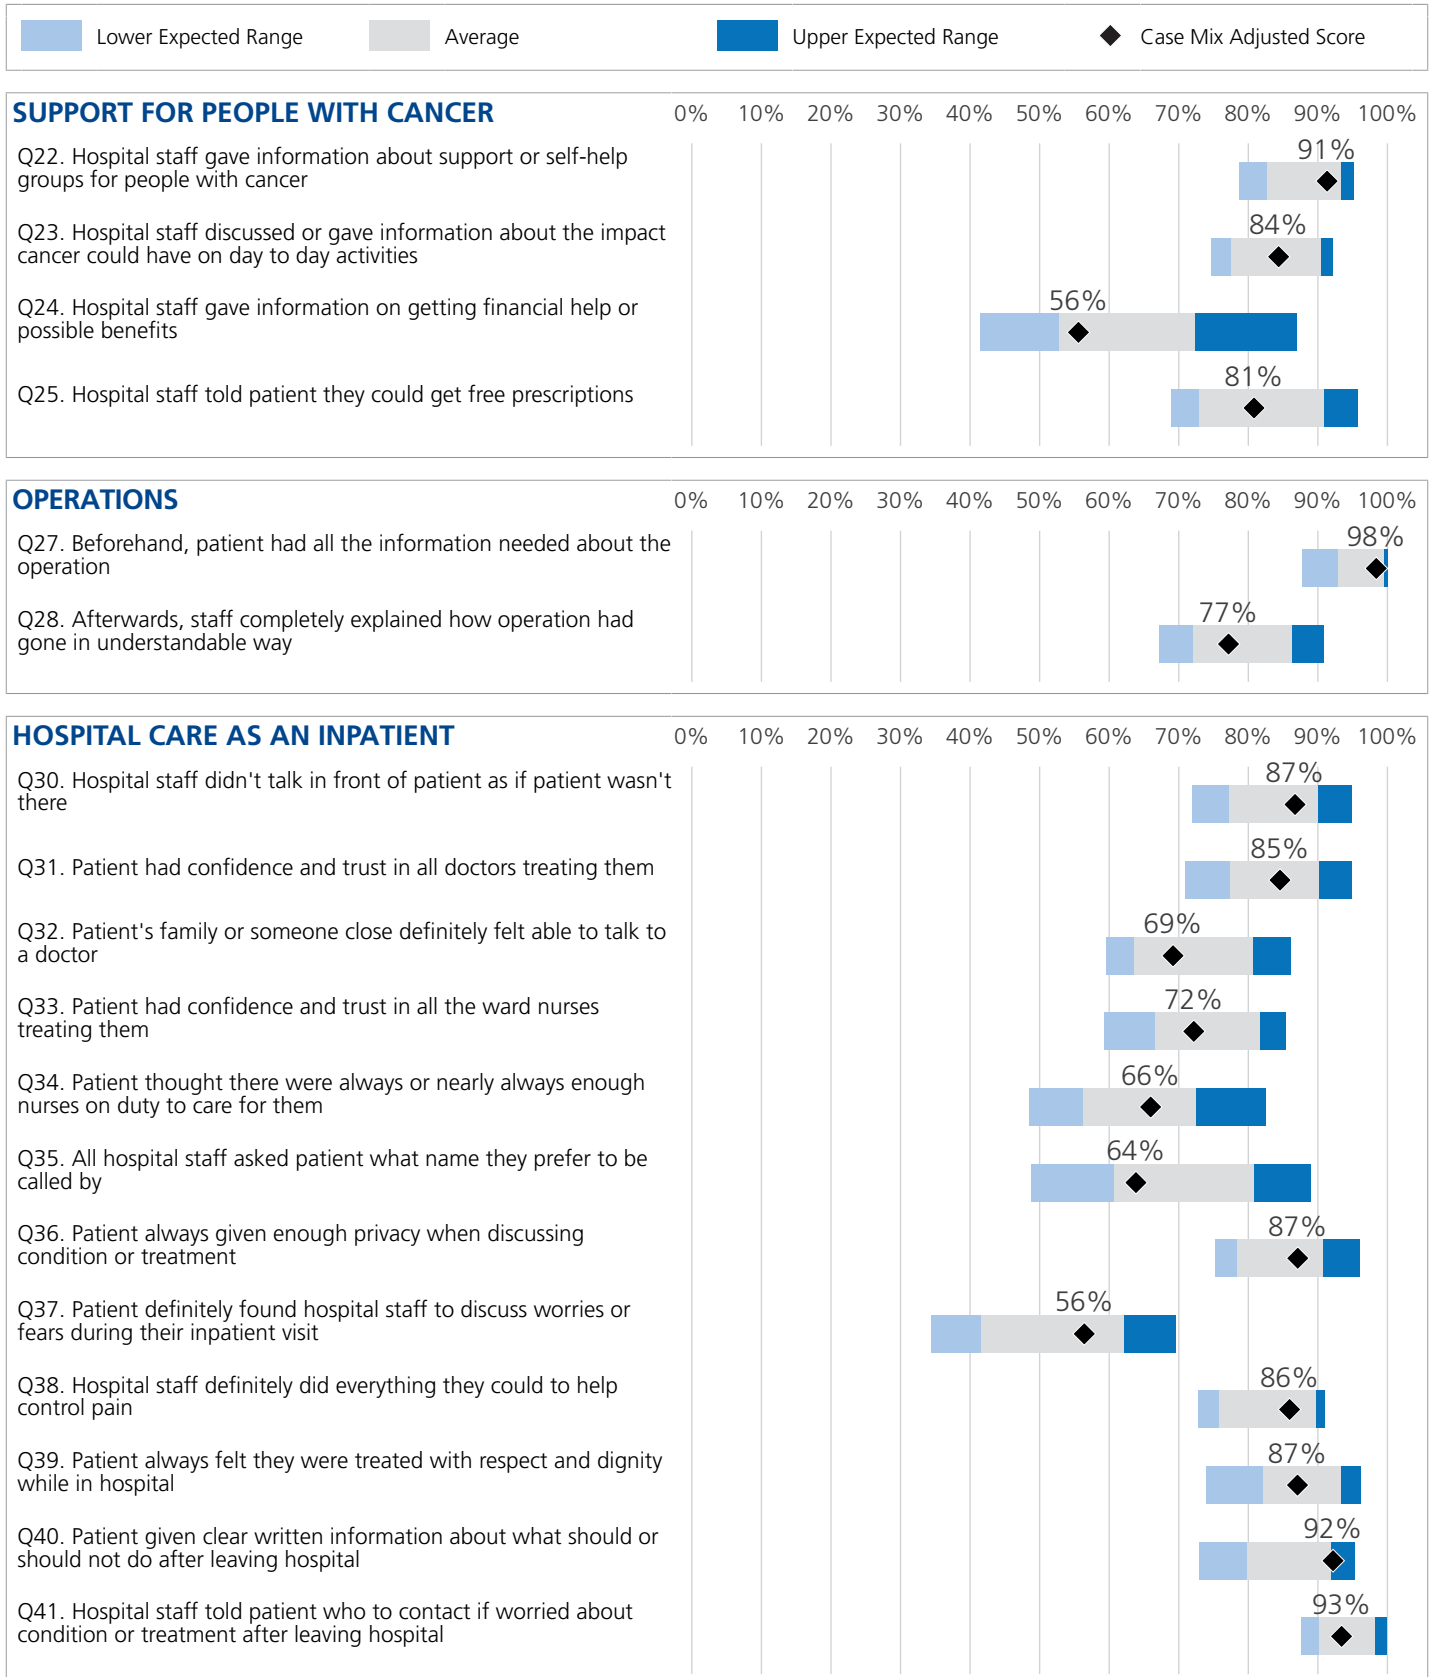 Lower Expected Range Average Upper Expected Range Case Mix Adjusted Score
SUPPORT FOR PEOPLE WITH CANCER 0% 10% 20% 30% 40% 50% 60% 70% 80% 90% 100%
Q22. Hospital staff gave information about support or self-help
groups for people with cancer
91%
Q23. Hospital staff discussed or gave information about the impact
cancer could have on day to day activities
84%
Q24. Hospital staff gave information on getting financial help or
possible benefits
56%
Q25. Hospital staff told patient they could get free prescriptions
81%
OPERATIONS 0% 10% 20% 30% 40% 50% 60% 70% 80% 90% 100%
Q27. Beforehand, patient had all the information needed about the
operation
98%
Q28. Afterwards, staff completely explained how operation had
gone in understandable way
77%
HOSPITAL CARE AS AN INPATIENT 0% 10% 20% 30% 40% 50% 60% 70% 80% 90% 100%
Q30. Hospital staff didn't talk in front of patient as if patient wasn't
there
87%
Q31. Patient had confidence and trust in all doctors treating them
85%
Q32. Patient's family or someone close definitely felt able to talk to
a doctor
69%
Q33. Patient had confidence and trust in all the ward nurses
treating them
72%
Q34. Patient thought there were always or nearly always enough
nurses on duty to care for them
66%
Q35. All hospital staff asked patient what name they prefer to be
called by
64%
Q36. Patient always given enough privacy when discussing
condition or treatment
87%
Q37. Patient definitely found hospital staff to discuss worries or
fears during their inpatient visit
56%
Q38. Hospital staff definitely did everything they could to help
control pain
86%
Q39. Patient always felt they were treated with respect and dignity
while in hospital
87%
Q40. Patient given clear written information about what should or
should not do after leaving hospital
92%
Q41. Hospital staff told patient who to contact if worried about
condition or treatment after leaving hospital
93%